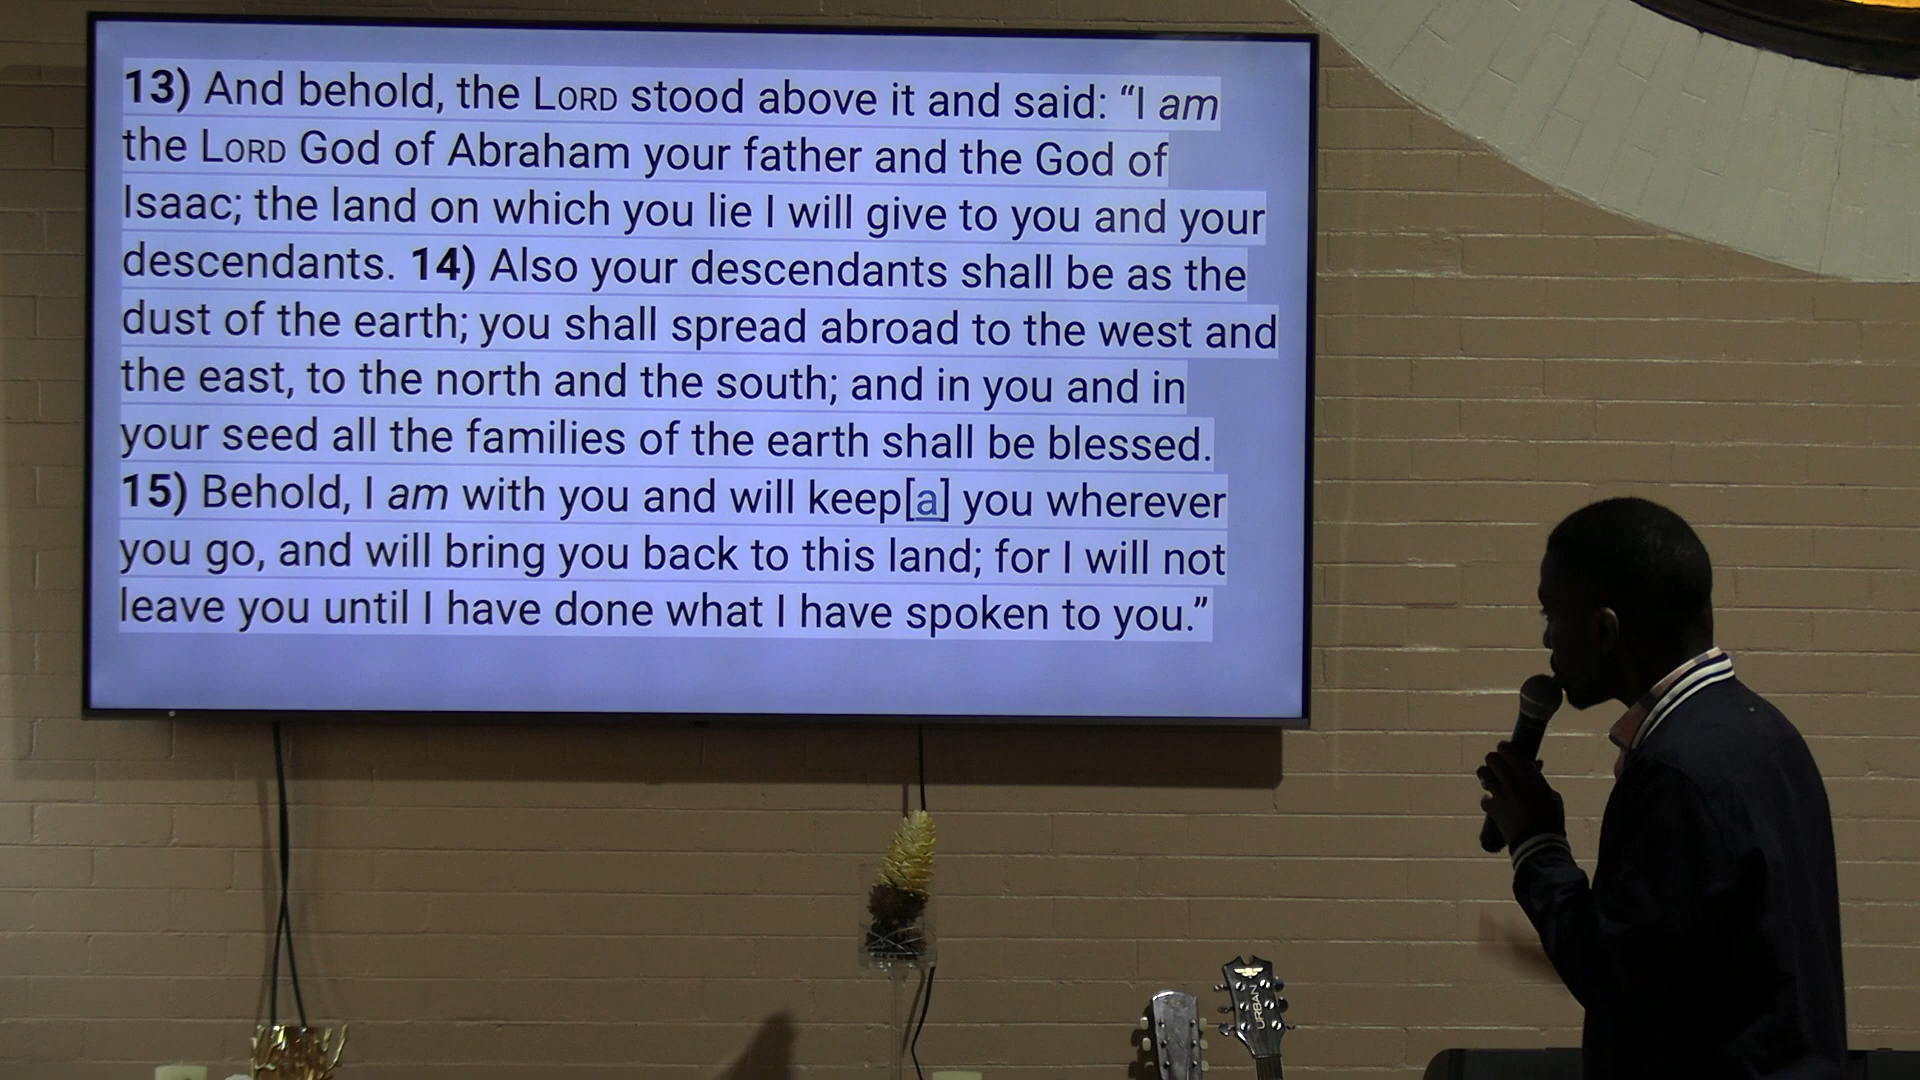 13) And behold, the LORD stood above it and said: “I am
the LORD God of Abraham your father and the God of
Isaac; the land on which you lie I will give to you and your
descendants. 14) Also your descendants shall be as the
dust of the earth; you shall spread abroad to the west and
the east, to the north and the south; and in you and in
your seed all the families of the earth shall be blessed.
15) Behold, I am with you and will keep[a] you wherever
you go, and will bring you back to this land; for I will not
leave you until I have done what I have spoken to you.”
URBAN